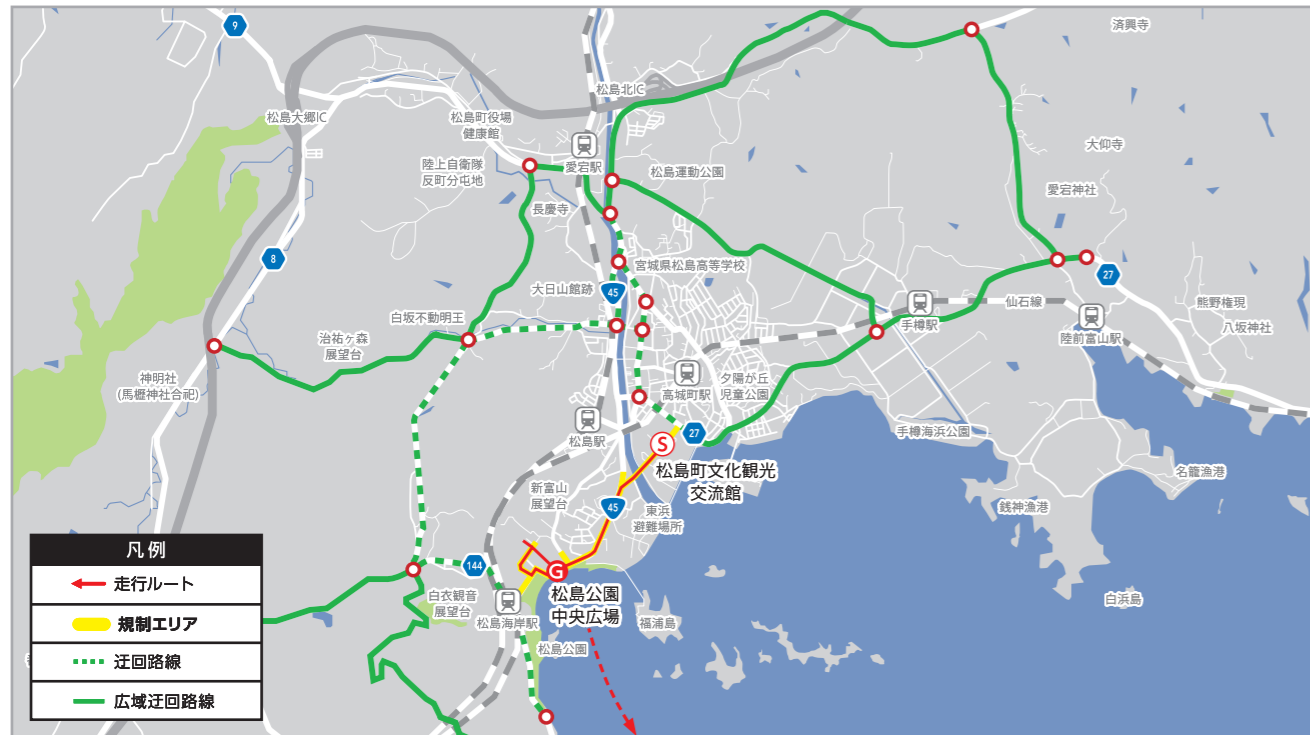 9
済興寺
松島北IC
松島大郷IC
松島町役場
健康館
愛宕駅
大仰寺
陸上自衛隊
反町分屯地
松島運動公園
愛宕神社
長慶寺
8
宮城県松島高等学校
27
大日山館跡
45
手樽駅
仙石線
熊野権現
八坂神社
白坂不動明王
陸前富山駅
治祐ヶ森
展望台
神明社
(馬櫪神社合祀)
高城町駅
夕陽が丘
児童公園
松島駅
27
手樽海浜公園
S
松島町文化観光
交流館
名籠漁港
新富山
展望台
45
東浜
避難場所
銭神漁港
凡例
走行ルート
規制エリア
迂回路線
広域迂回路線
144
G
松島公園
中央広場
白衣観音
展望台
松島海岸駅
福浦島
白浜島
松島公園